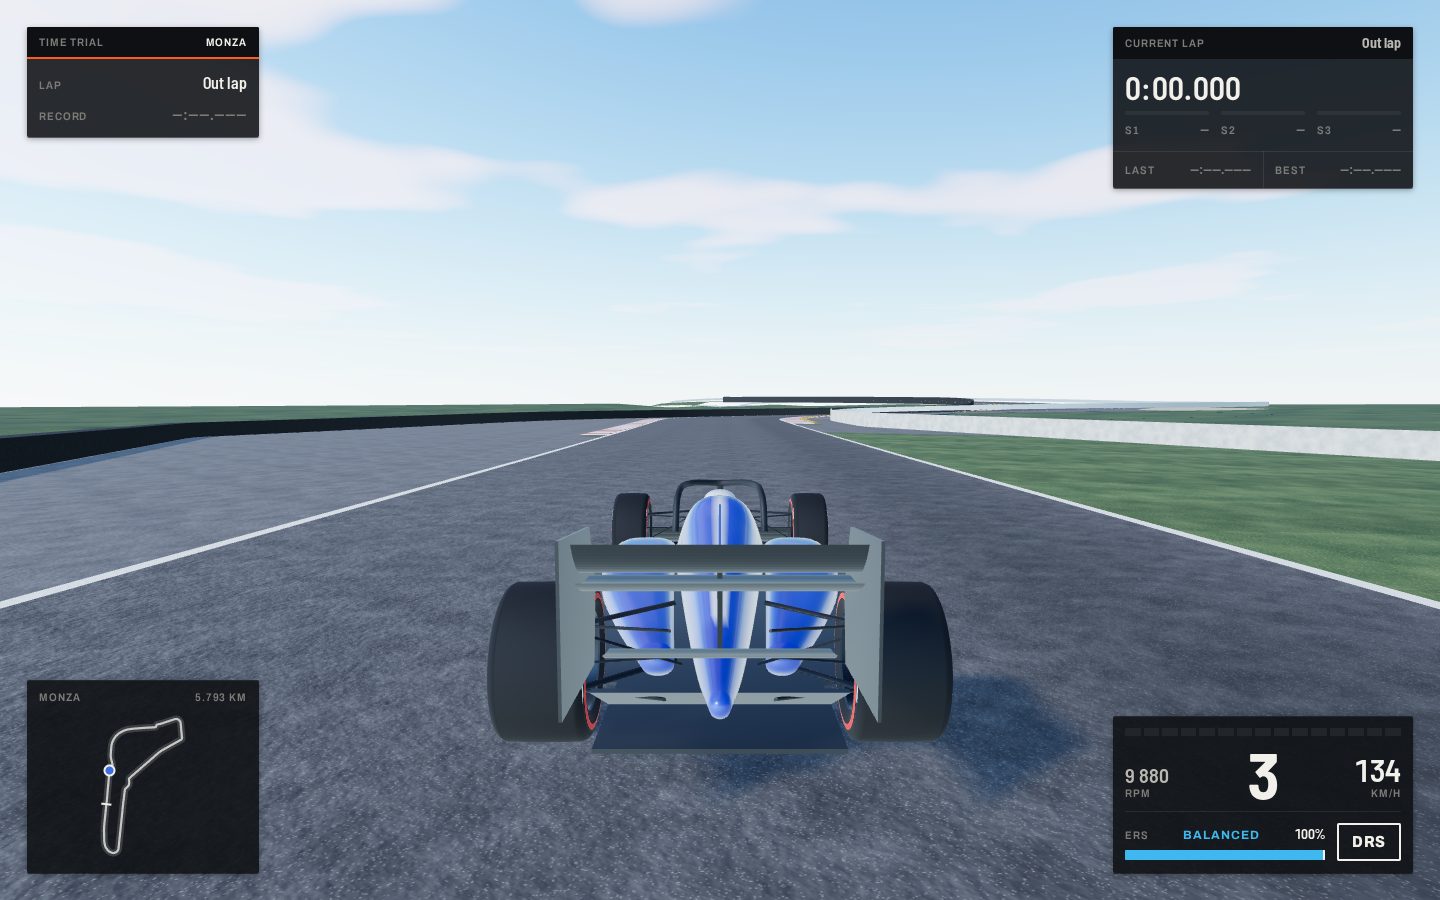 TIME TRIAL MONZA
LAP Out lap
RECORD —:——.———
CURRENT LAP Out lap
0:00.000
S1 — S2 — S3 —
LAST —:——.——— BEST —:——.———
MONZA 5.793 KM
9 880 RPM
3
134 KM/H
ERS BALANCED 100% DRS